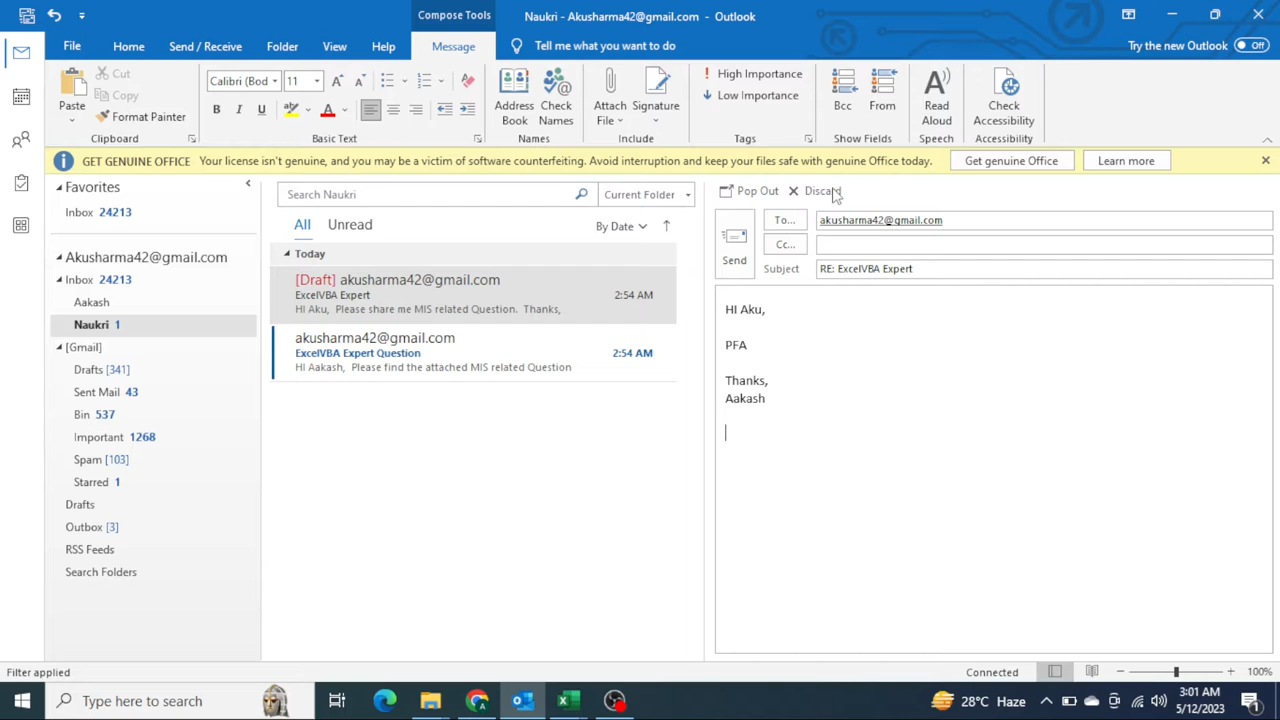 Compose Tools
Naukri - Akusharma42@gmail.com - Outlook
File
Home
Send / Receive
Folder
View
Help
Message
Tell me what you want to do
Try the new Outlook
Off
Paste
Cut
Copy
Format Painter
Clipboard
Calibri (Bod
11
Basic Text
Address Book
Check Names
Names
Attach File
Signature
Include
High Importance
Low Importance
Tags
Bcc
From
Show Fields
Read Aloud
Speech
Check Accessibility
Accessibility
GET GENUINE OFFICE Your license isn't genuine, and you may be a victim of software counterfeiting. Avoid interruption and keep your files safe with genuine Office today.
Get genuine Office
Learn more
Favorites
Inbox 24213
Akusharma42@gmail.com
Inbox 24213
Aakash
Naukri 1
[Gmail]
Drafts [341]
Sent Mail 43
Bin 537
Important 1268
Spam [103]
Starred 1
Drafts
Outbox [3]
RSS Feeds
Search Folders
Search Naukri
Current Folder
All
Unread
By Date
Today
[Draft] akusharma42@gmail.com
ExcelVBA Expert
2:54 AM
HI Aku, Please share me MIS related Question. Thanks,
akusharma42@gmail.com
ExcelVBA Expert Question
2:54 AM
HI Aakash, Please find the attached MIS related Question
Pop Out
Discard
Send
To...
akusharma42@gmail.com
Cc...
Subject
RE: ExcelVBA Expert
HI Aku,
PFA
Thanks,
Aakash
Filter applied
Connected
100%
Type here to search
28°C Haze
3:01 AM
5/12/2023
1